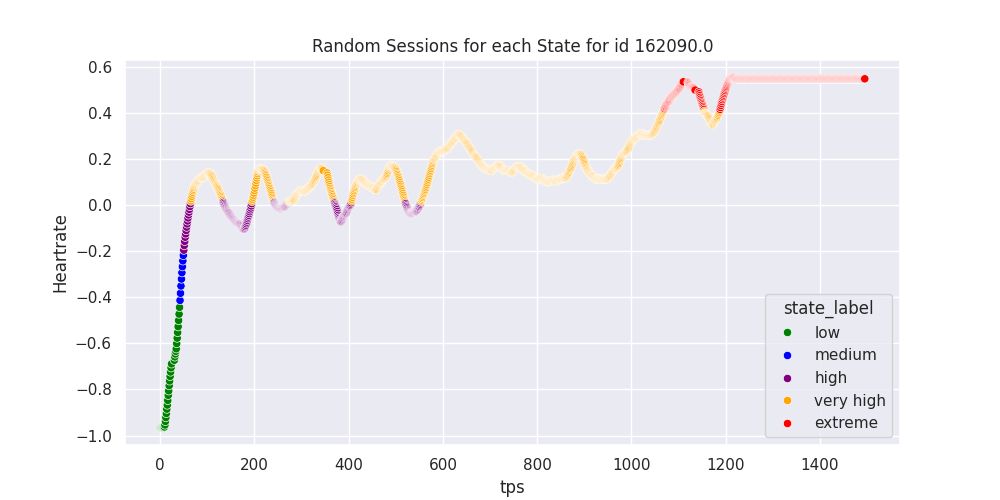 Random Sessions for each State for id 162090.0
Heartrate
0.6
0.4
0.2
0.0
−0.2
−0.4
−0.6
−0.8
−1.0
0 200 400 600 800 1000 1200 1400
tps
state_label
low
medium
high
very high
extreme